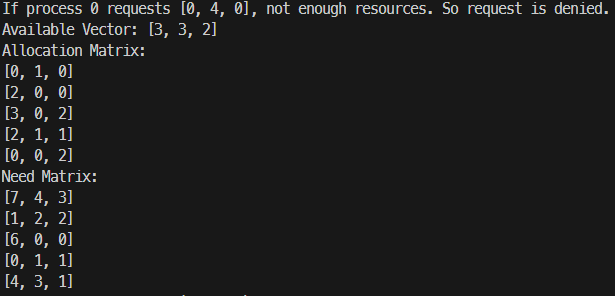 If process 0 requests [0, 4, 0], not enough resources. So request is denied.
Available Vector: [3, 3, 2]
Allocation Matrix:
[0, 1, 0]
[2, 0, 0]
[3, 0, 2]
[2, 1, 1]
[0, 0, 2]
Need Matrix:
[7, 4, 3]
[1, 2, 2]
[6, 0, 0]
[0, 1, 1]
[4, 3, 1]